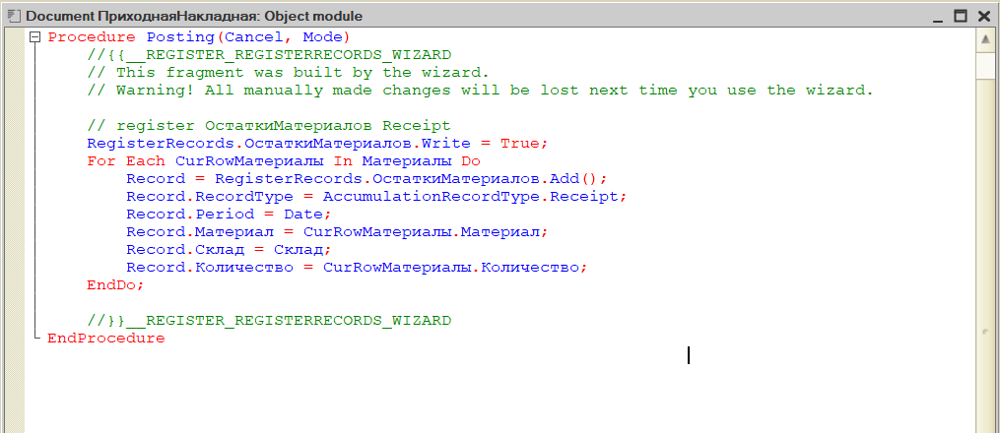 Document ПриходнаяНакладная: Object module
Procedure Posting(Cancel, Mode)
//{{__REGISTER_REGISTERRECORDS_WIZARD
// This fragment was built by the wizard.
// Warning! All manually made changes will be lost next time you use the wizard.
// register ОстаткиМатериалов Receipt
RegisterRecords.ОстаткиМатериалов.Write = True;
For Each CurRowМатериалы In Материалы Do
Record = RegisterRecords.ОстаткиМатериалов.Add();
Record.RecordType = AccumulationRecordType.Receipt;
Record.Period = Date;
Record.Материал = CurRowМатериалы.Материал;
Record.Склад = Склад;
Record.Количество = CurRowМатериалы.Количество;
EndDo;
//}}__REGISTER_REGISTERRECORDS_WIZARD
EndProcedure